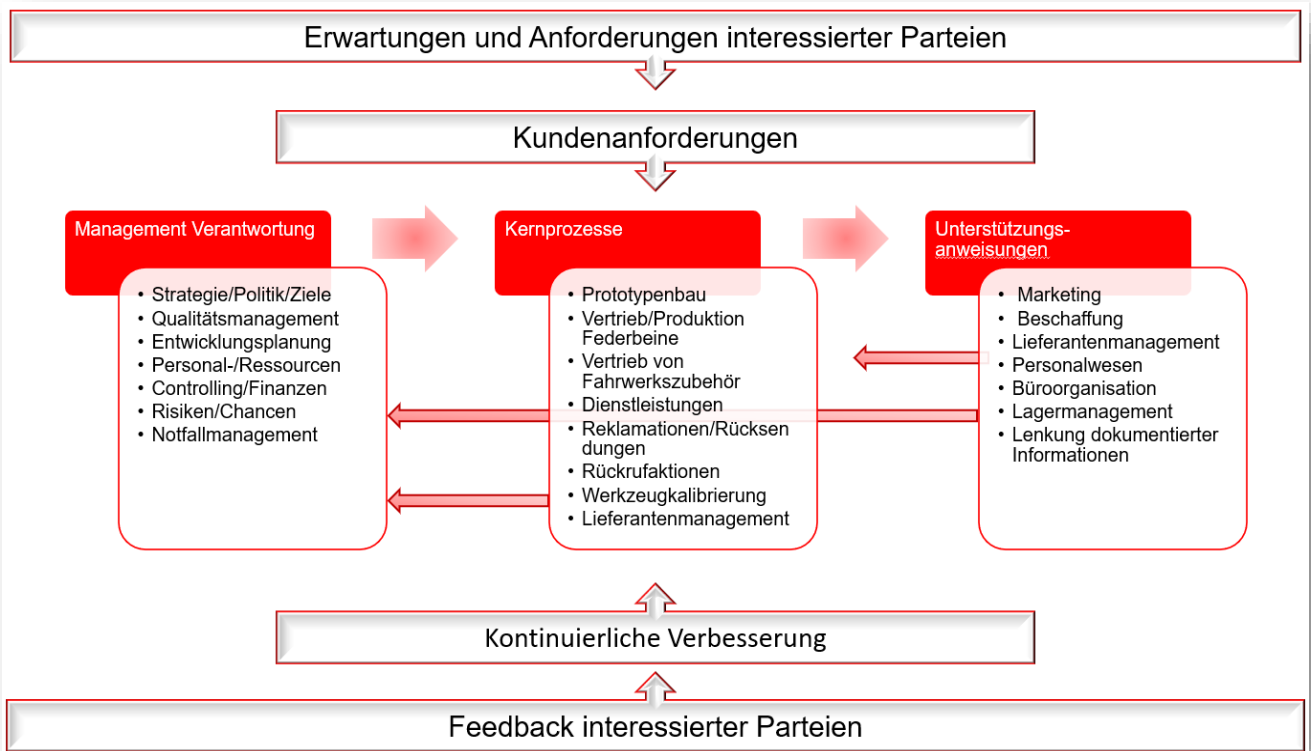 Erwartungen und Anforderungen interessierter Parteien
Kundenanforderungen
Management Verantwortung
• Strategie/Politik/Ziele
• Qualitätsmanagement
• Entwicklungsplanung
• Personal-/Ressourcen
• Controlling/Finanzen
• Risiken/Chancen
• Notfallmanagement
Kernprozesse
• Prototypenbau
• Vertrieb/Produktion
Federbeine
• Vertrieb von
Fahrwerkszubehör
• Dienstleistungen
• Reklamationen/Rücksen
dungen
• Rückrufaktionen
• Werkzeugkalibrierung
• Lieferantenmanagement
Unterstützungs-
anweisungen
• Marketing
• Beschaffung
• Lieferantenmanagement
• Personalwesen
• Büroorganisation
• Lagermanagement
• Lenkung dokumentierter
Informationen
Kontinuierliche Verbesserung
Feedback interessierter Parteien